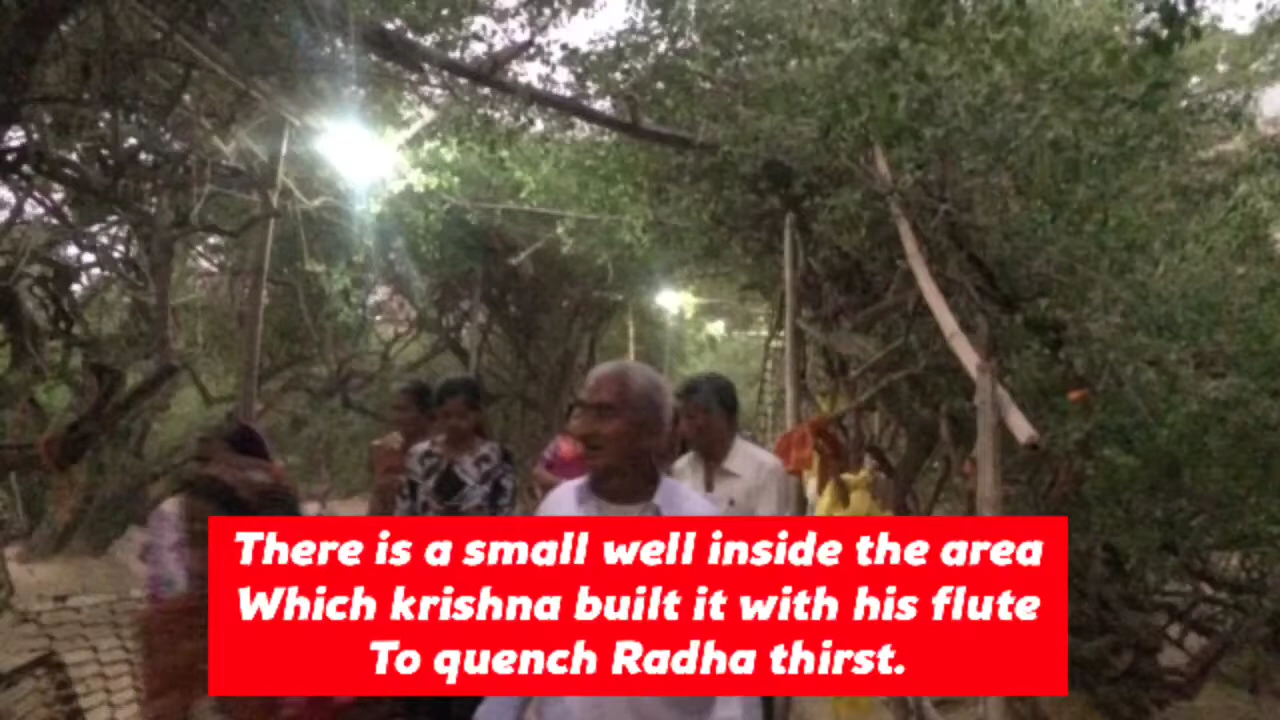 There is a small well inside the area
Which krishna built it with his flute
To quench Radha thirst.